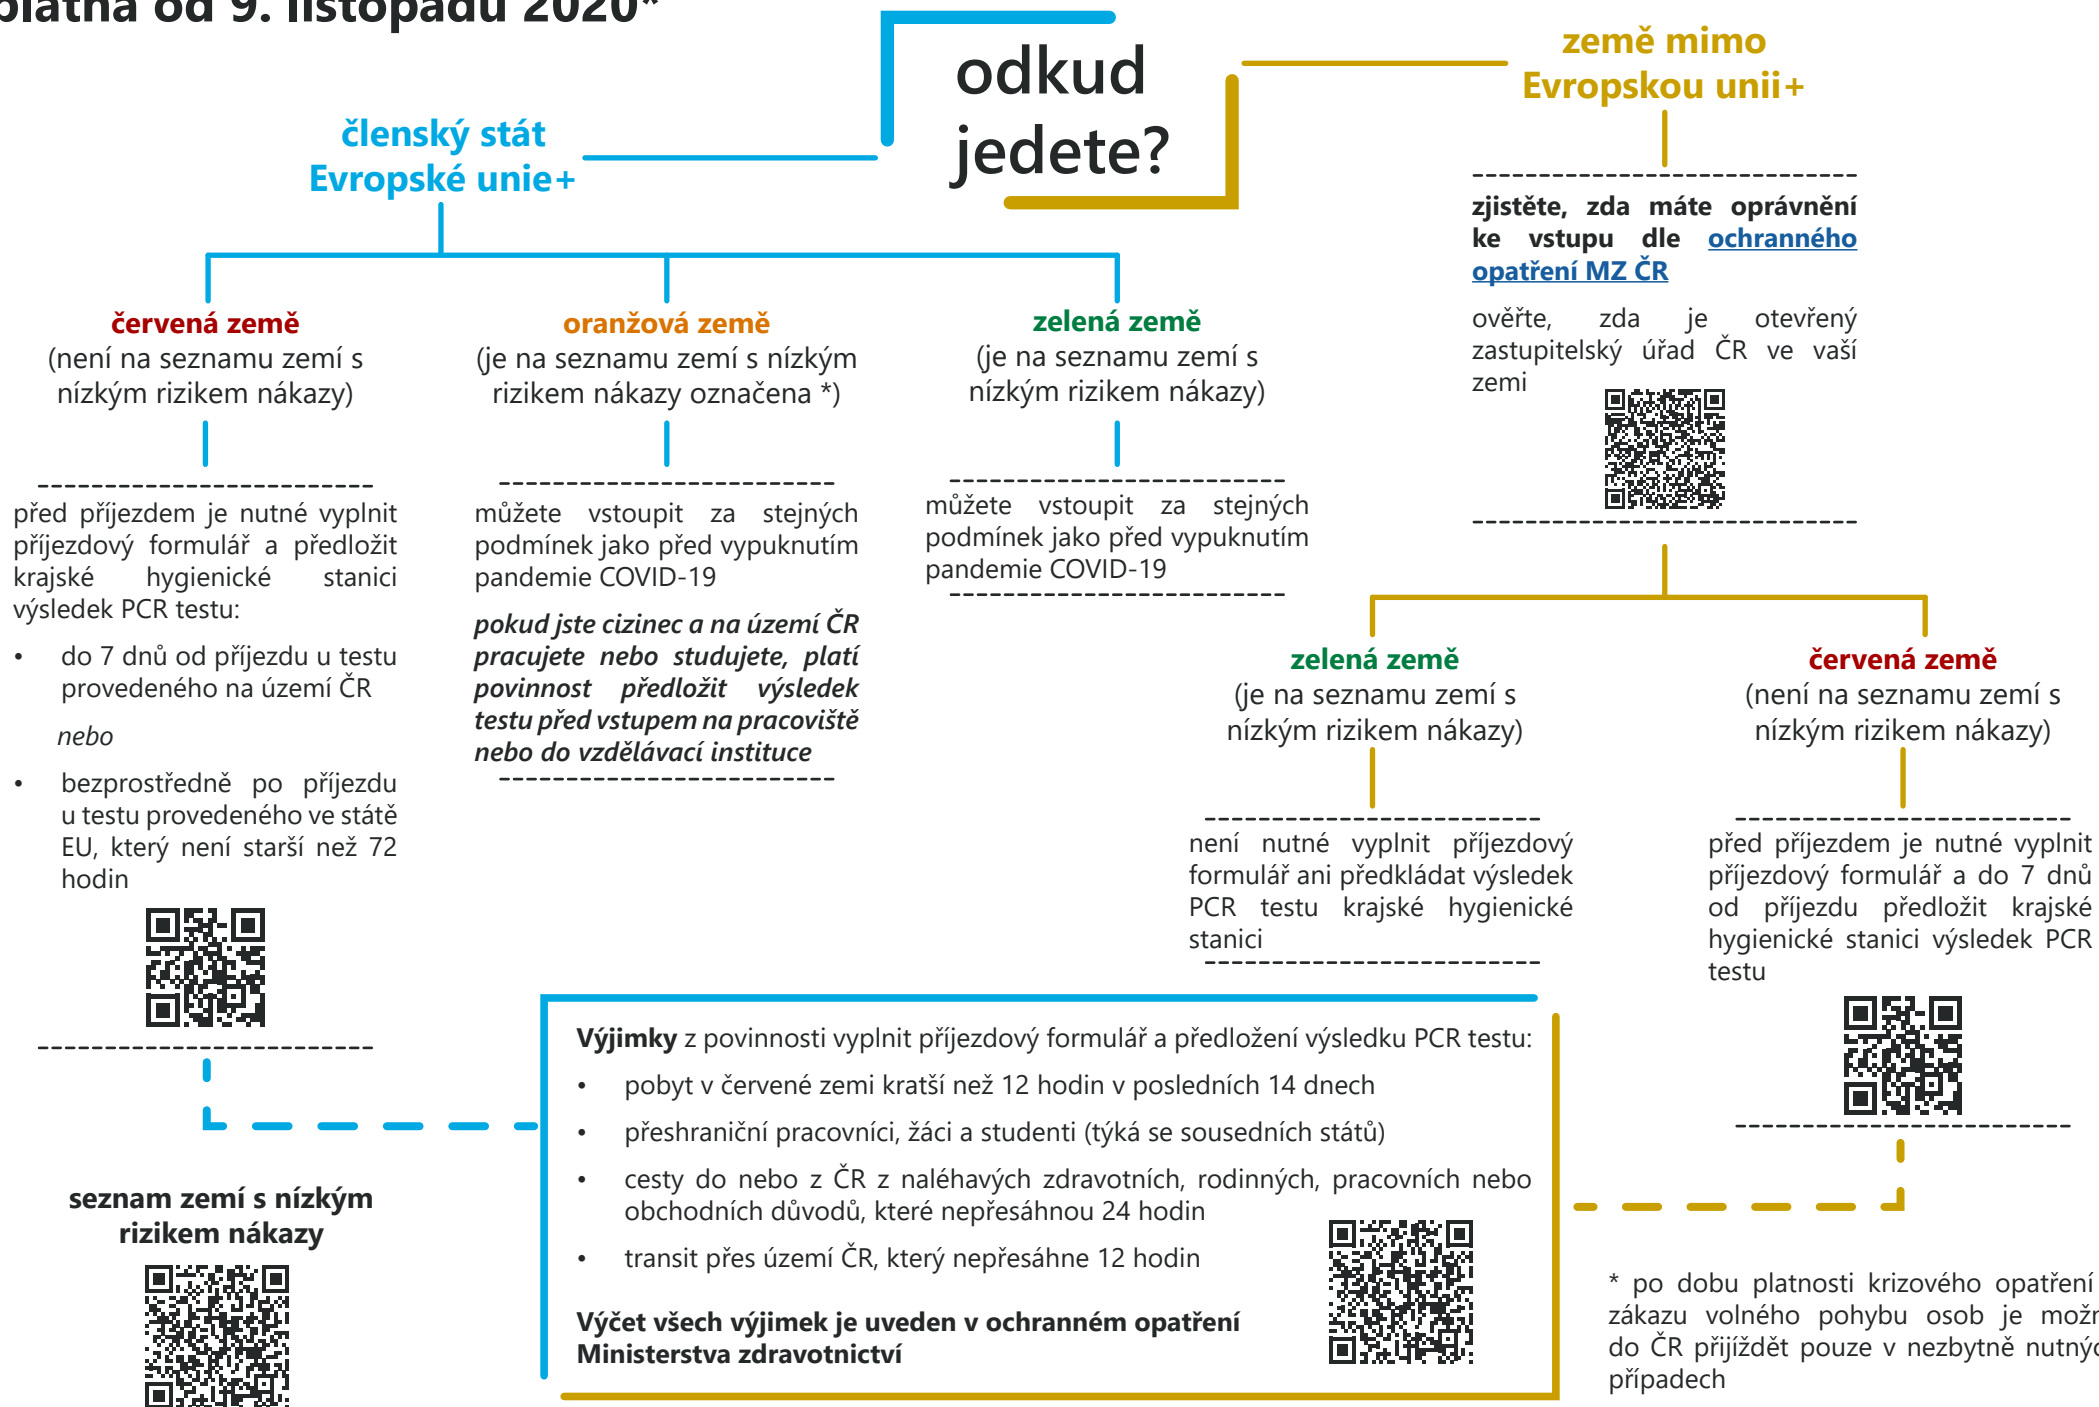 platná od 9. listopadu 2020*
odkud
jedete?
členský stát
Evropské unie+
země mimo
Evropskou unii+
červená země
(není na seznamu zemí s
nízkým rizikem nákazy)
před příjezdem je nutné vyplnit
příjezdový formulář a předložit
krajské hygienické stanici
výsledek PCR testu:
• do 7 dnů od příjezdu u testu
provedeného na území ČR
nebo
• bezprostředně po příjezdu
u testu provedeného ve státě
EU, který není starší než 72
hodin
oranžová země
(je na seznamu zemí s nízkým
rizikem nákazy označena *)
můžete vstoupit za stejných
podmínek jako před vypuknutím
pandemie COVID-19
pokud jste cizinec a na území ČR
pracujete nebo studujete, platí
povinnost předložit výsledek
testu před vstupem na pracoviště
nebo do vzdělávací instituce
zelená země
(je na seznamu zemí s
nízkým rizikem nákazy)
můžete vstoupit za stejných
podmínek jako před vypuknutím
pandemie COVID-19
zjistěte, zda máte oprávnění
ke vstupu dle ochranného
opatření MZ ČR
ověřte, zda je otevřený
zastupitelský úřad ČR ve vaší
zemi
zelená země
(je na seznamu zemí s
nízkým rizikem nákazy)
není nutné vyplnit příjezdový
formulář ani předkládat výsledek
PCR testu krajské hygienické
stanici
červená země
(není na seznamu zemí s
nízkým rizikem nákazy)
před příjezdem je nutné vyplnit
příjezdový formulář a do 7 dnů
od příjezdu předložit krajské
hygienické stanici výsledek PCR
testu
seznam zemí s nízkým
rizikem nákazy
Výjimky z povinnosti vyplnit příjezdový formulář a předložení výsledku PCR testu:
• pobyt v červené zemi kratší než 12 hodin v posledních 14 dnech
• přeshraniční pracovníci, žáci a studenti (týká se sousedních států)
• cesty do nebo z ČR z naléhavých zdravotních, rodinných, pracovních nebo
obchodních důvodů, které nepřesáhnou 24 hodin
• transit přes území ČR, který nepřesáhne 12 hodin
Výčet všech výjimek je uveden v ochranném opatření
Ministerstva zdravotnictví
* po dobu platnosti krizového opatření
zákazu volného pohybu osob je
do ČR přijíždět pouze v nezbytně
případech